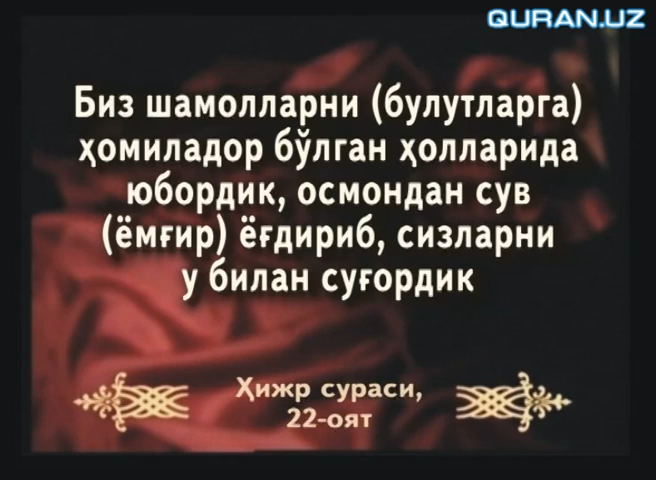 QURAN.UZ
Биз шамолларни (булутларга)
ҳомиладор бўлган ҳолларида
юбордик, осмондан сув
(ёмғир) ёғдириб, сизларни
у билан суғордик
Ҳижр сураси,
22-оят